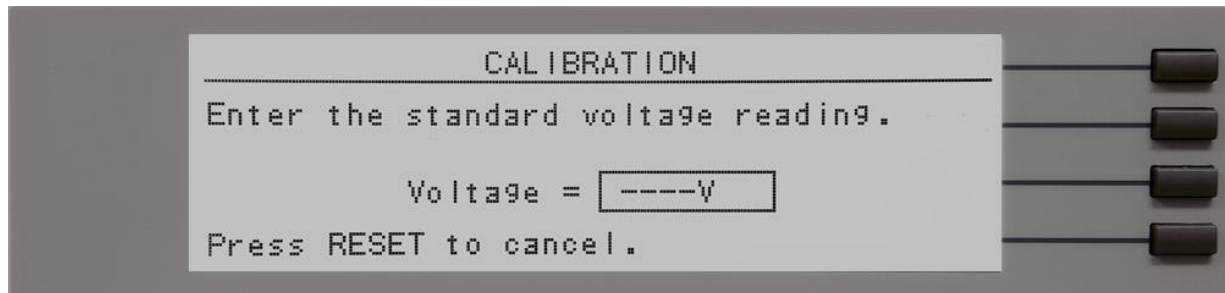 CALIBRATION
Enter the standard voltage reading.
Voltage = ----V
Press RESET to cancel.